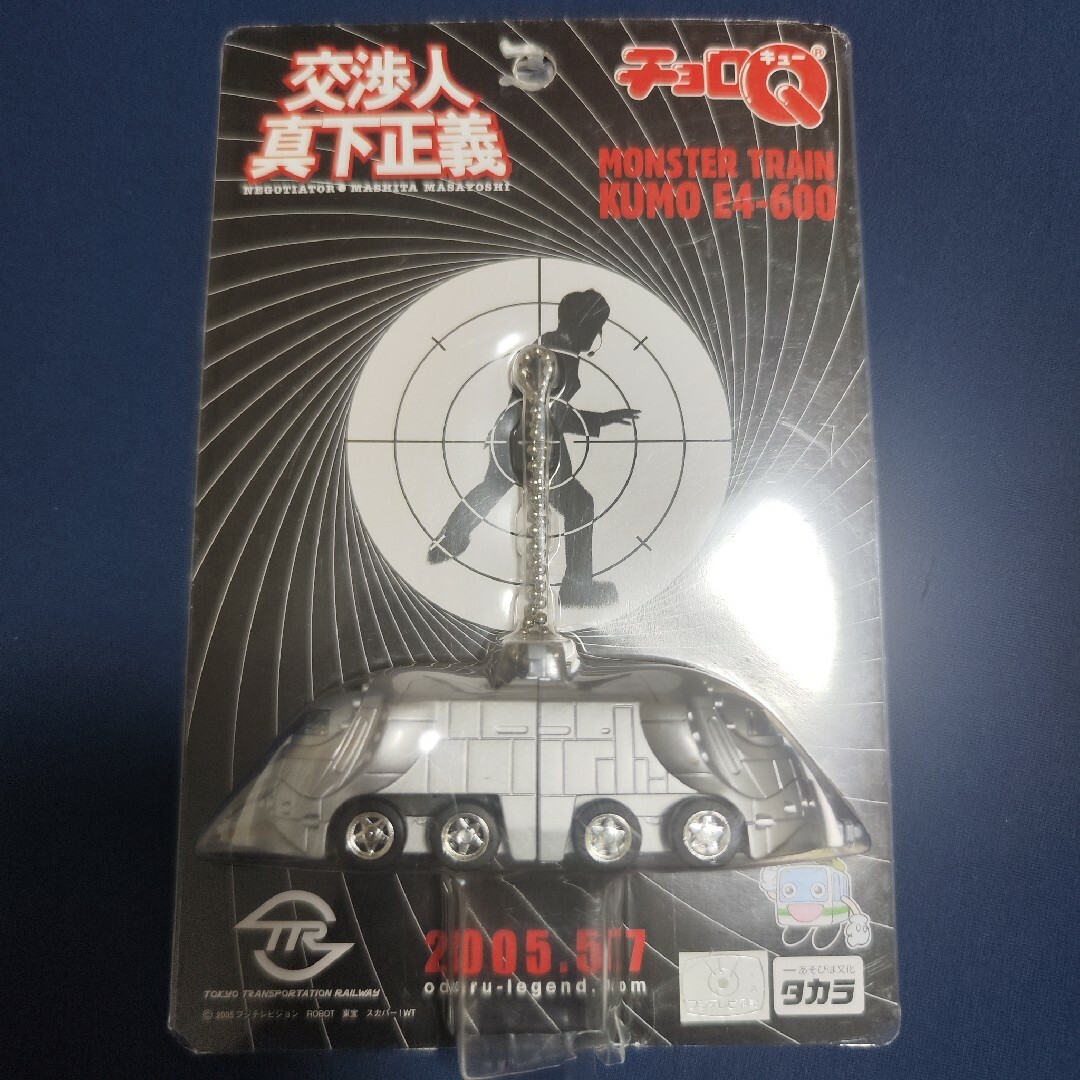 交渉人
真下正義
NEGOTIATOR MASHITA MASAYOSHI
チョロQ®
キュー
MONSTER TRAIN
KUMO E4-600
TR
TOKYO TRANSPORTATION RAILWAY
© 2005 フジテレビジョン ROBOT 東宝 スカパー!WT
2005.5.7
odoru-legend.com
あそびは文化
タカラ